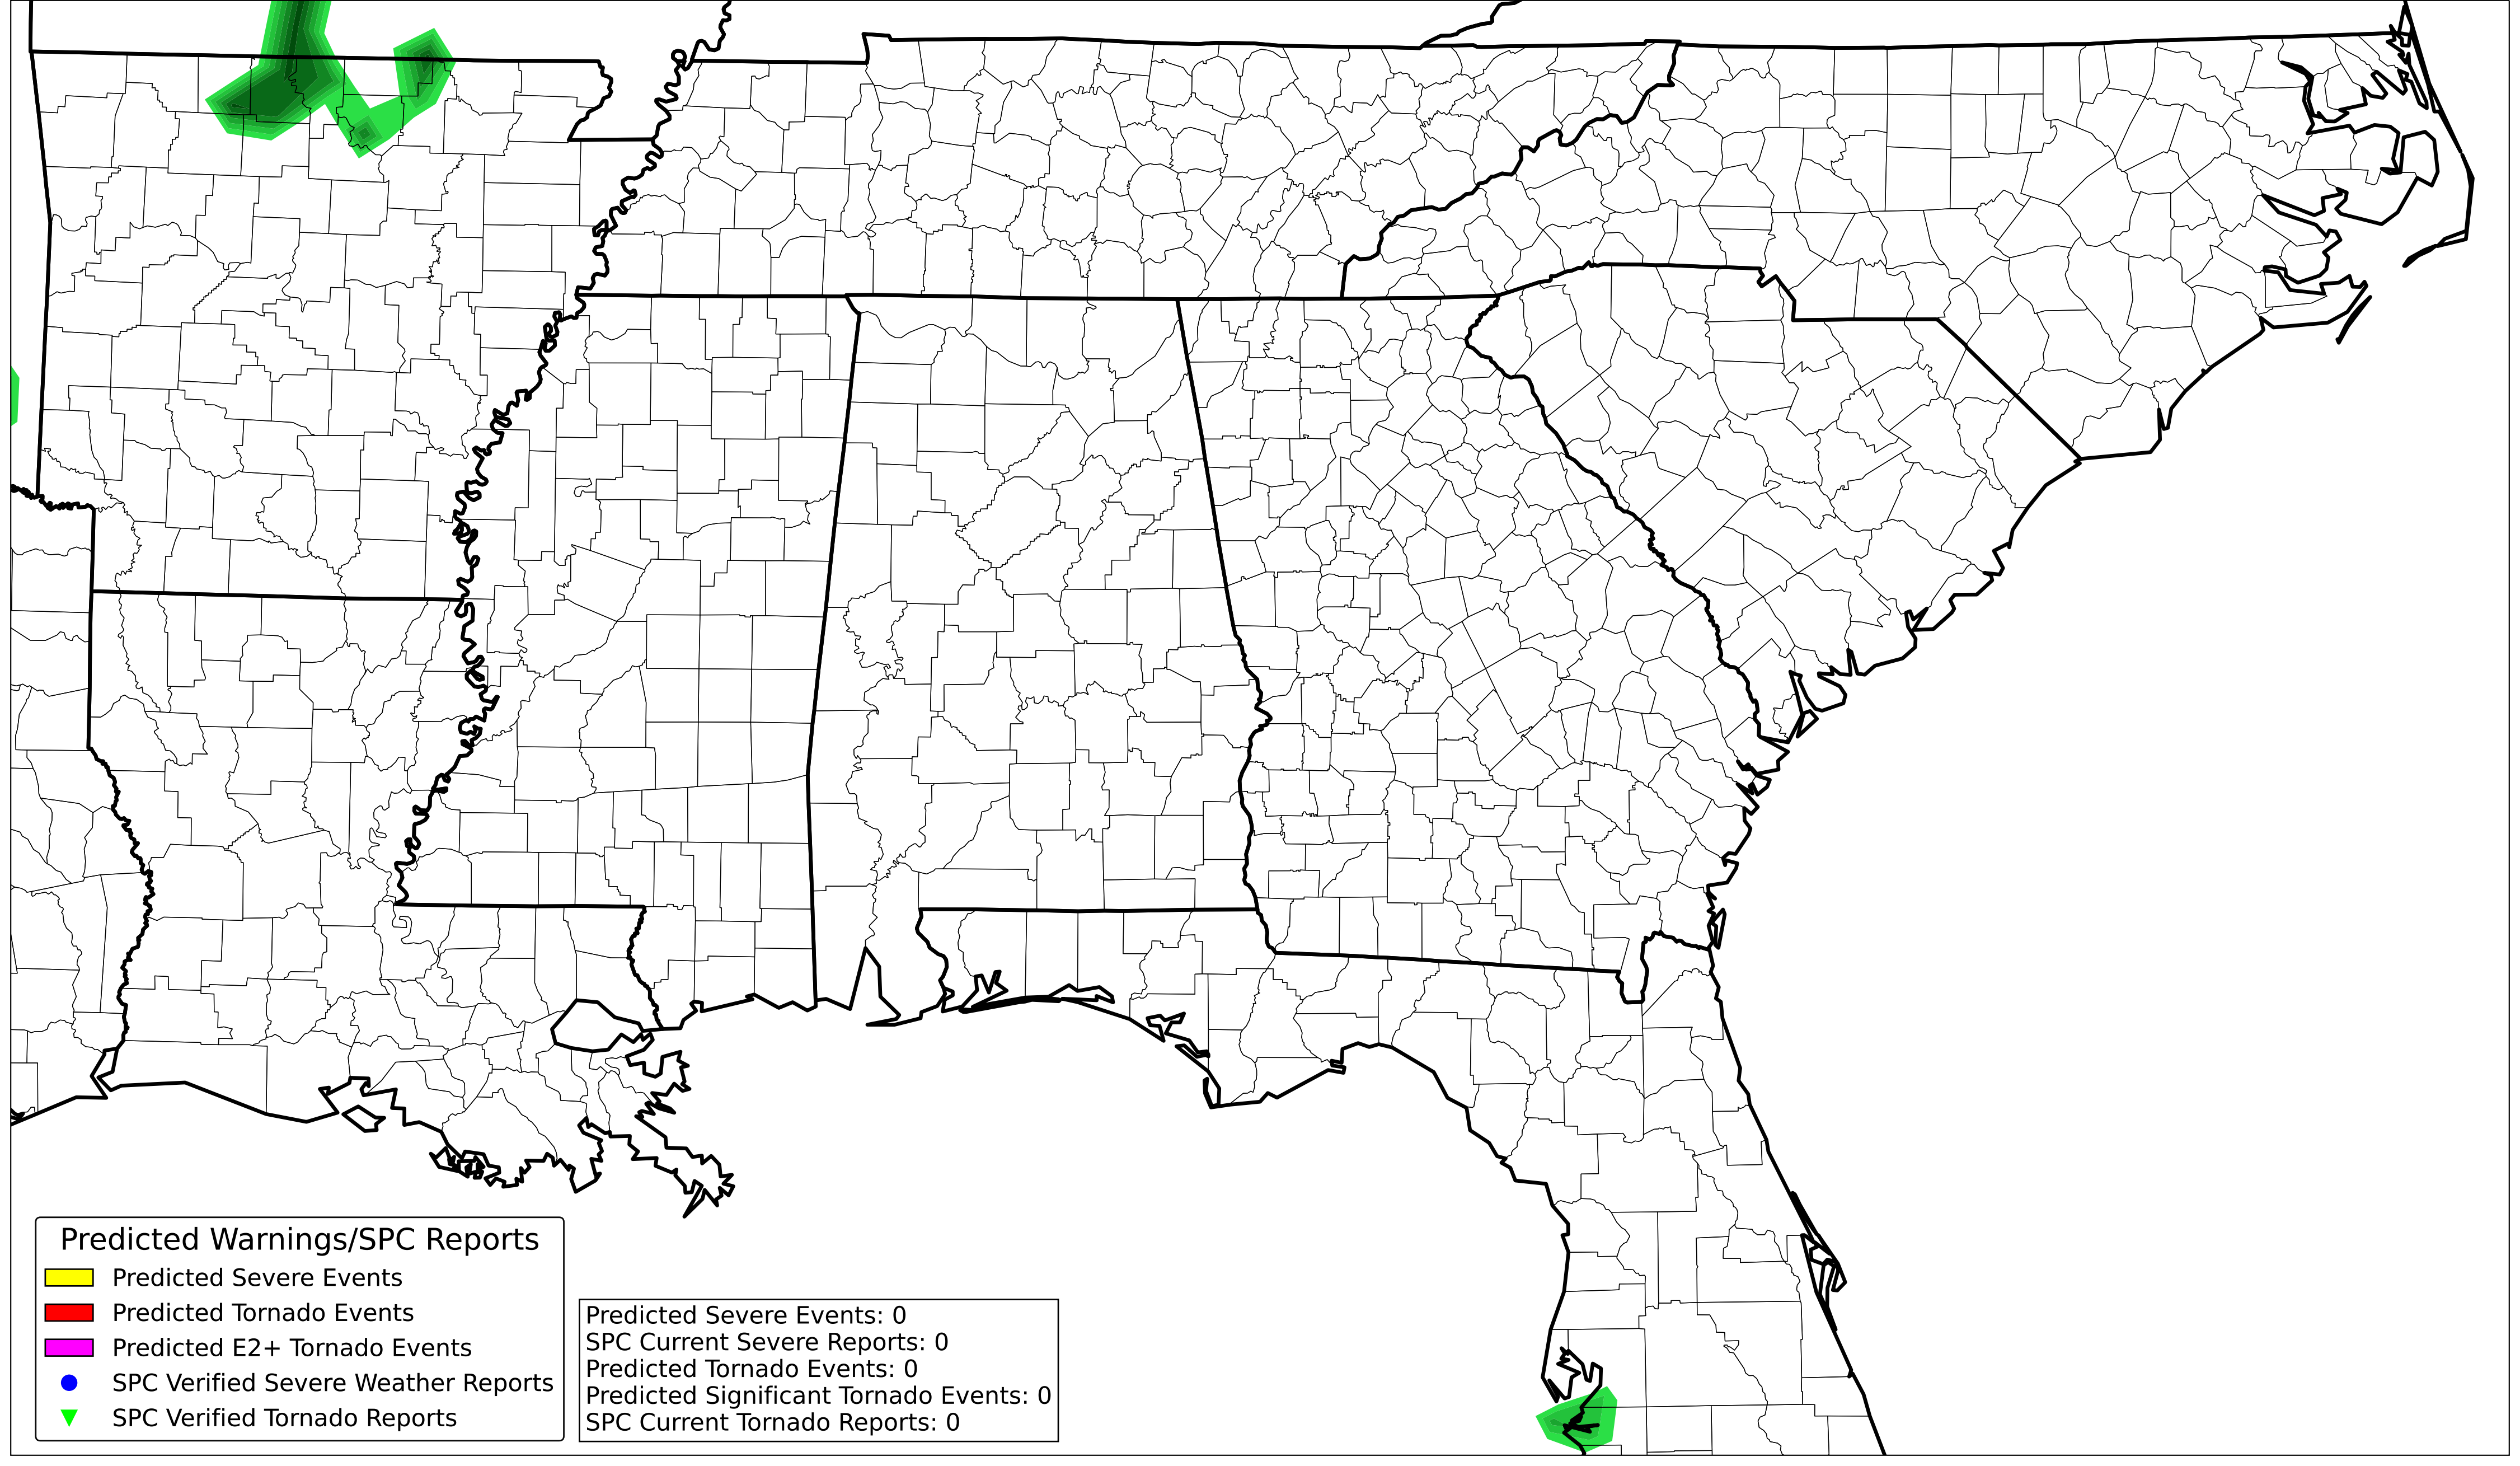 Predicted Warnings/SPC Reports
Predicted Severe Events
Predicted Tornado Events
Predicted E2+ Tornado Events
SPC Verified Severe Weather Reports
SPC Verified Tornado Reports
Predicted Severe Events: 0
SPC Current Severe Reports: 0
Predicted Tornado Events: 0
Predicted Significant Tornado Events: 0
SPC Current Tornado Reports: 0